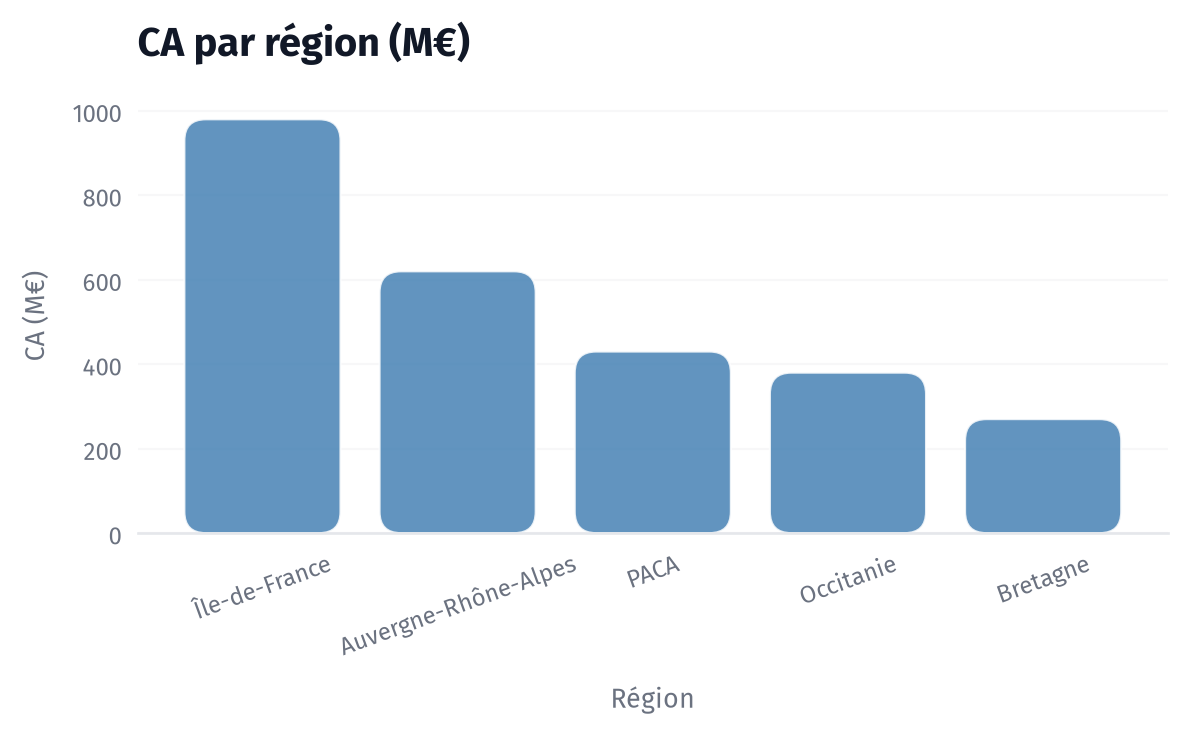 CA par région (M€)
1000
800
600
400
200
0
CA (M€)
Île-de-France
Auvergne-Rhône-Alpes
PACA
Occitanie
Bretagne
Région